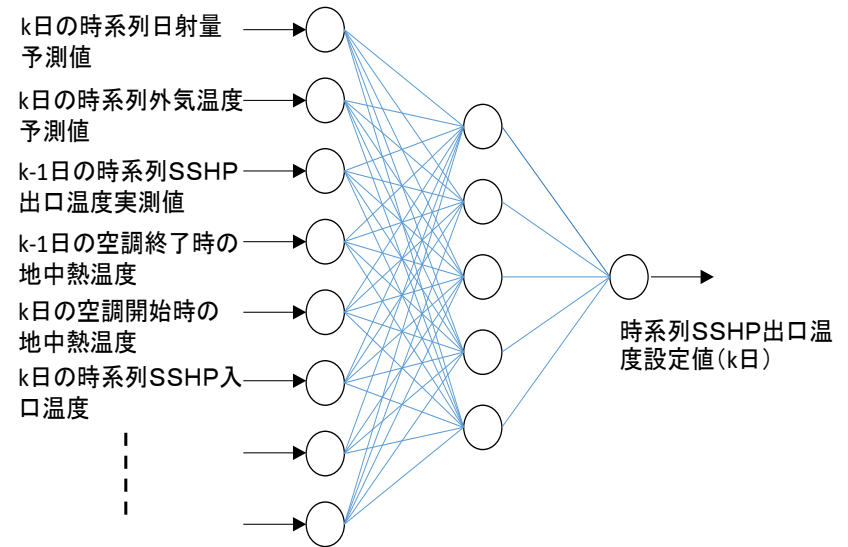 k日の時系列日射量
予測値
k日の時系列外気温度
予測値
k-1日の時系列SSHP
出口温度実測値
k-1日の空調終了時の
地中熱温度
k日の空調開始時の
地中熱温度
k日の時系列SSHP入
口温度
時系列SSHP出口温
度設定値(k日)